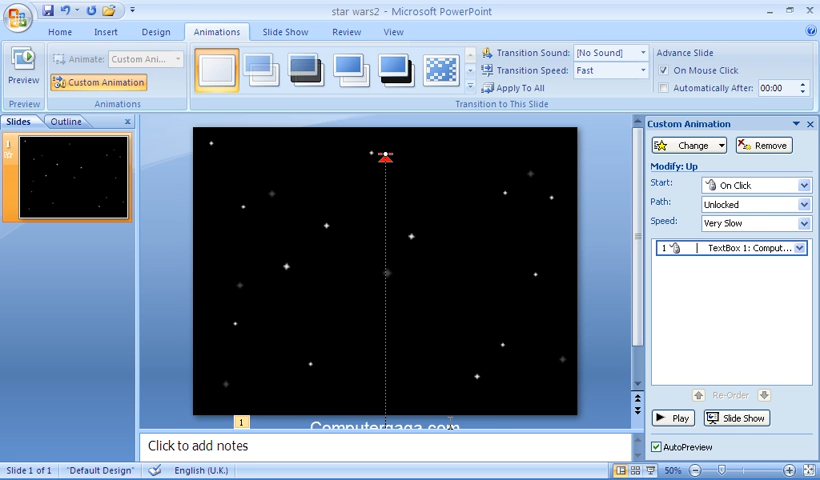 star wars2 - Microsoft PowerPoint
Home Insert Design Animations Slide Show Review View
Preview
Preview
Animate: Custom Ani...
Custom Animation
Animations
Transition Sound: [No Sound]
Transition Speed: Fast
Apply To All
Transition to This Slide
Advance Slide
On Mouse Click
Automatically After: 00:00
Slides Outline
1
1
Computergaga.com
Click to add notes
Custom Animation
Change Remove
Modify: Up
Start: On Click
Path: Unlocked
Speed: Very Slow
1 TextBox 1: Comput...
Re-Order
Play Slide Show
AutoPreview
Slide 1 of 1 "Default Design" English (U.K.) 50%